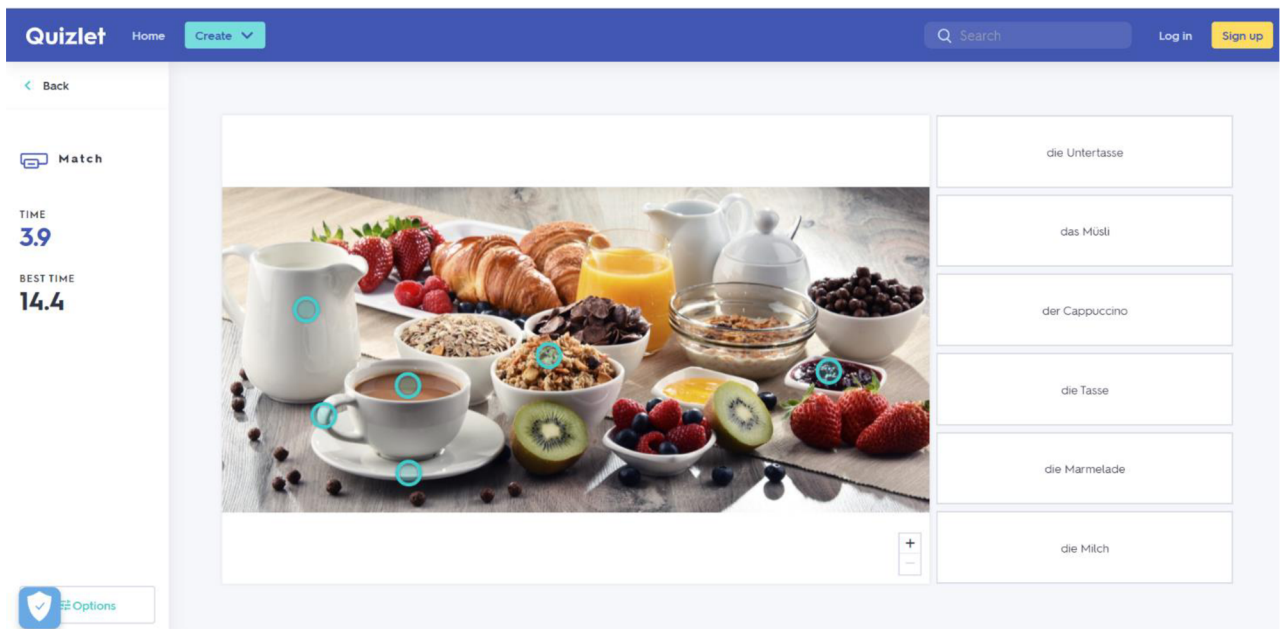 Quizlet Home Create Search Log in Sign up
Back
Match
TIME
3.9
BEST TIME
14.4
Options
die Untertasse
das Müsli
der Cappuccino
die Tasse
die Marmelade
die Milch
+
−